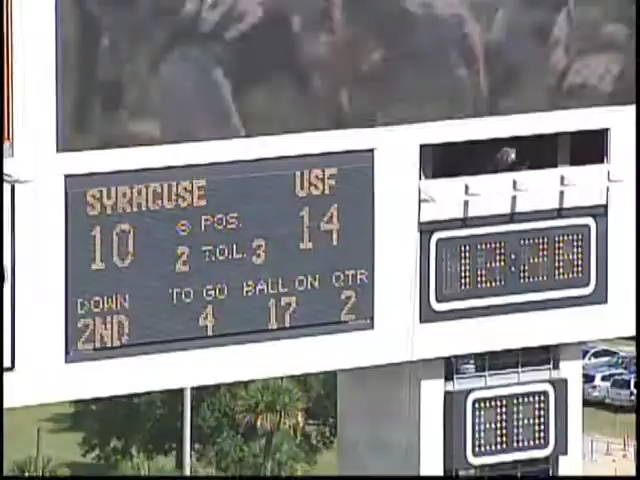 SYRACUSE USF
10 POS. 14
2 T.O.L. 3
DOWN TO GO BALL ON QTR
2ND 4 17 2
12:28